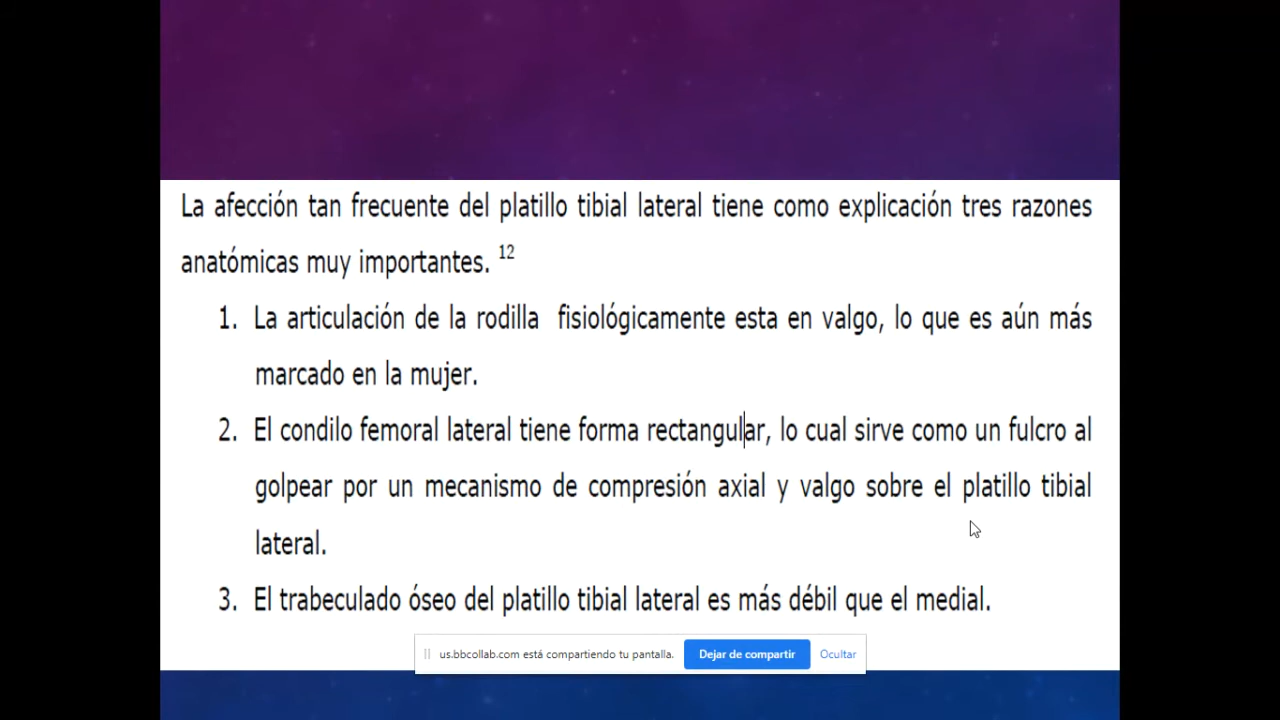 La afección tan frecuente del platillo tibial lateral tiene como explicación tres razones
anatómicas muy importantes. 12
1. La articulación de la rodilla fisiológicamente esta en valgo, lo que es aún más
marcado en la mujer.
2. El condilo femoral lateral tiene forma rectangular, lo cual sirve como un fulcro al
golpear por un mecanismo de compresión axial y valgo sobre el platillo tibial
lateral.
3. El trabeculado óseo del platillo tibial lateral es más débil que el medial.
us.bbcollab.com está compartiendo tu pantalla. Dejar de compartir Ocultar